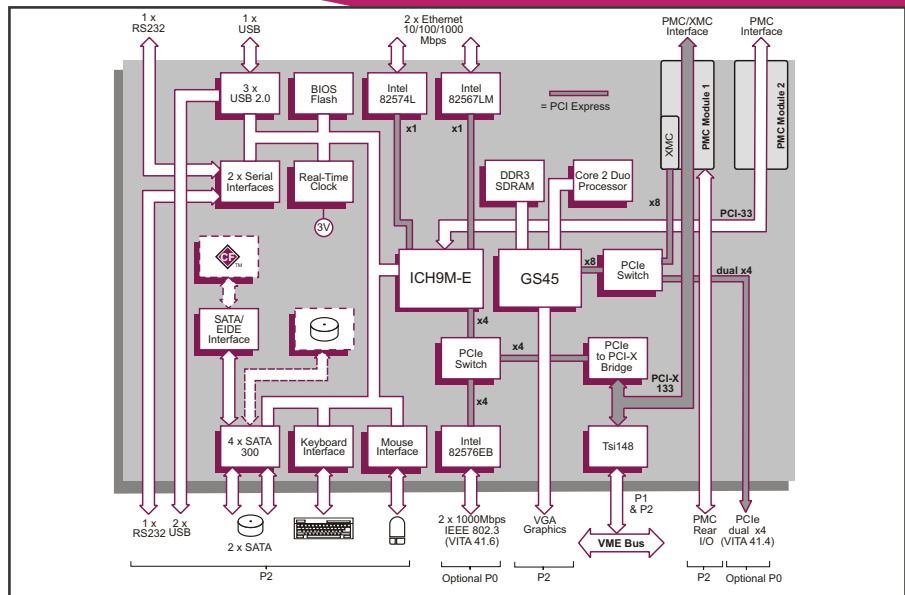 1 x
RS232
1 x
USB
2 x Ethernet
10/100/1000
Mbps
PMC/XMC
Interface
PMC
Interface
3 x
USB 2.0
BIOS
Flash
Intel
82574L
Intel
82567LM
= PCI Express
XMC
PMC Module 1
PMC Module 2
x1
x1
2 x Serial
Interfaces
Real-Time
Clock
3V
DDR3
SDRAM
Core 2 Duo
Processor
x8
PCI-33
CF
TM
ICH9M-E
GS45
x8
PCIe
Switch
dual x4
SATA/
EIDE
Interface
x4
PCIe
Switch
x4
PCIe
to PCI-X
Bridge
PCI-X
133
x4
4 x SATA
300
Keyboard
Interface
Mouse
Interface
Intel
82576EB
Tsi148
P1
& P2
1 x
RS232
2 x
USB
2 x SATA
2 x 1000Mbps
IEEE 802.3
(VITA 41.6)
VGA
Graphics
VME Bus
PMC
Rear
I/O
PCIe
dual x4
(VITA 41.4)
P2
Optional P0
P2
P2
Optional P0